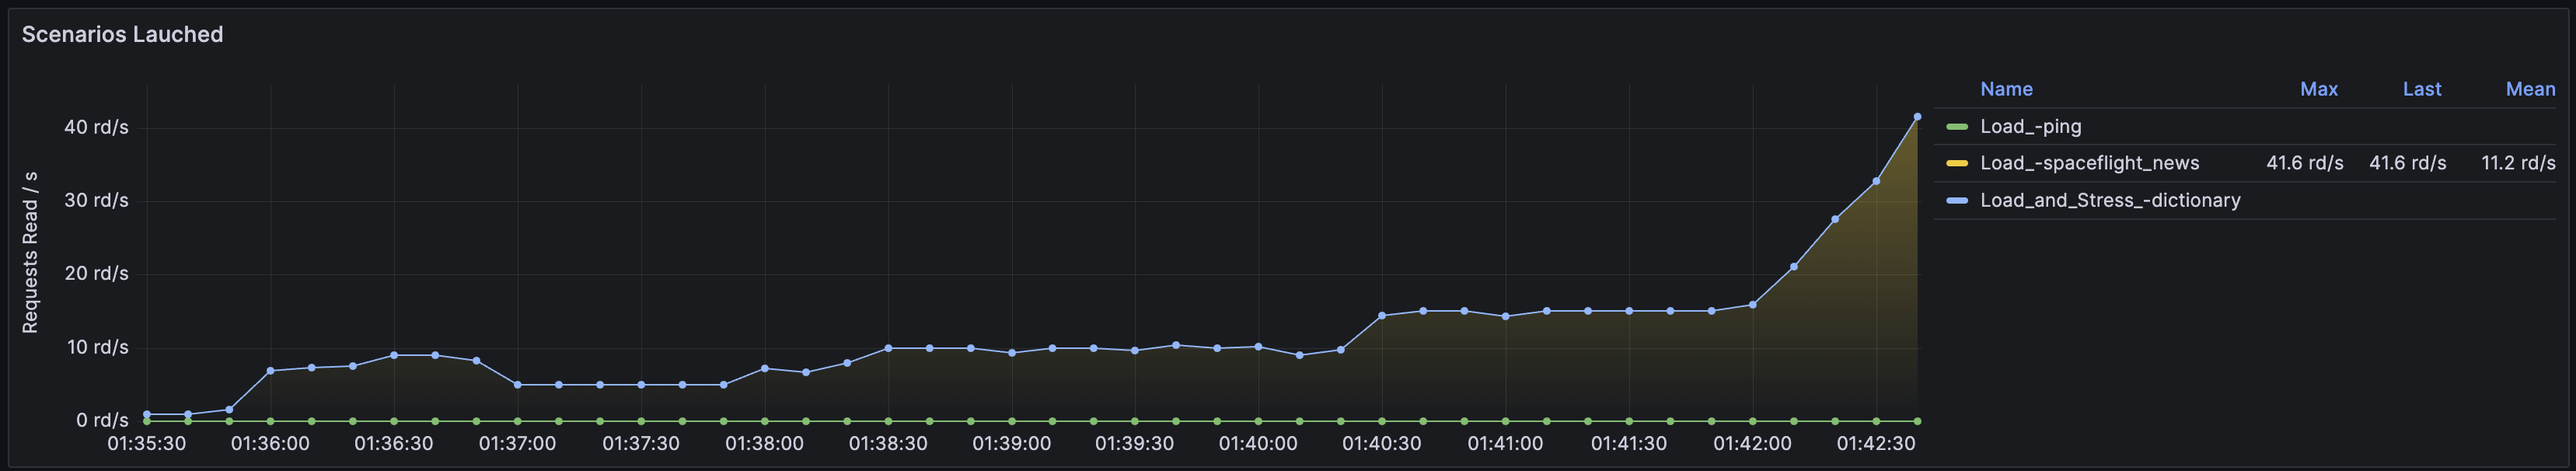 Scenarios Lauched
Requests Read / s
40 rd/s
30 rd/s
20 rd/s
10 rd/s
0 rd/s
01:35:30 01:36:00 01:36:30 01:37:00 01:37:30 01:38:00 01:38:30 01:39:00 01:39:30 01:40:00 01:40:30 01:41:00 01:41:30 01:42:00 01:42:30
Name Max Last Mean
Load_-ping
Load_-spaceflight_news 41.6 rd/s 41.6 rd/s 11.2 rd/s
Load_and_Stress_-dictionary